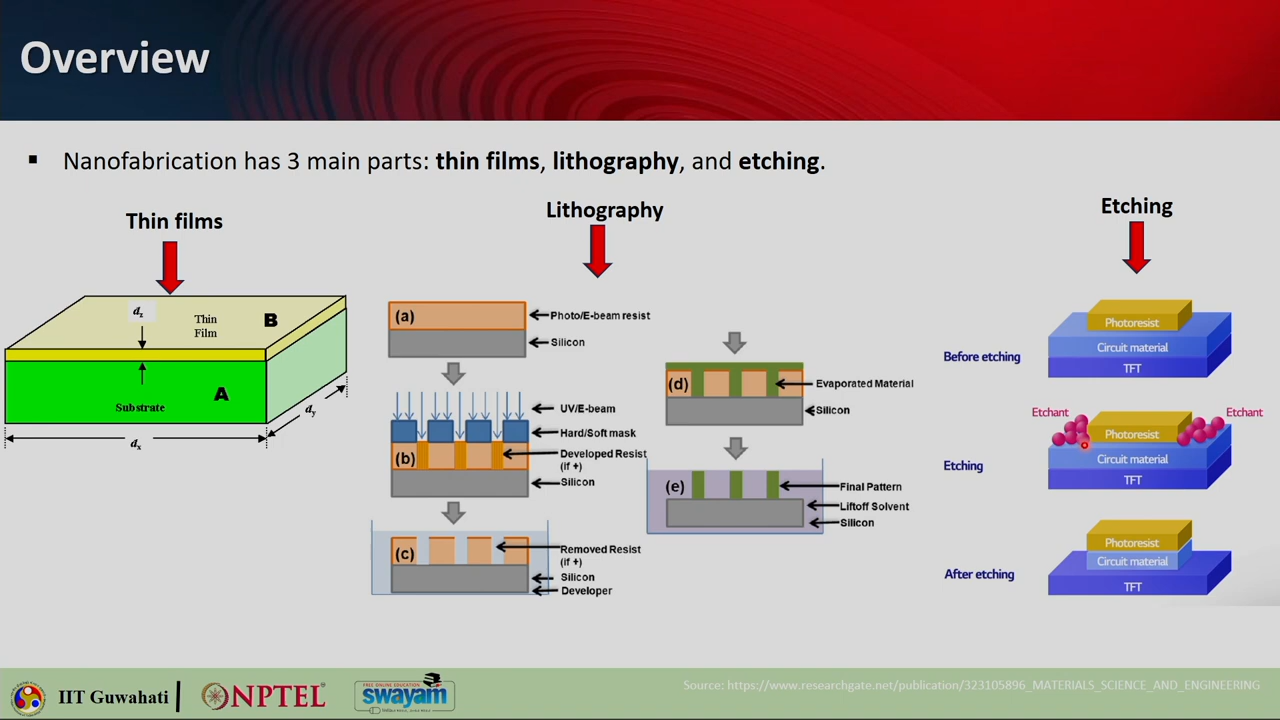 Overview
▪ Nanofabrication has 3 main parts: thin films, lithography, and etching.
Thin films
dz
Thin
Film
B
A
Substrate
dx
dy
Lithography
(a)
Photo/E-beam resist
Silicon
UV/E-beam
Hard/Soft mask
(b)
Developed Resist
(if +)
Silicon
(c)
Removed Resist
(if +)
Silicon
Developer
(d)
Evaporated Material
Silicon
(e)
Final Pattern
Liftoff Solvent
Silicon
Etching
Before etching
Photoresist
Circuit material
TFT
Etching
Etchant
Etchant
Photoresist
Circuit material
TFT
After etching
Photoresist
Circuit material
TFT
IIT Guwahati
NPTEL
FREE ONLINE EDUCATION
swayam
Source: https://www.researchgate.net/publication/323105896_MATERIALS_SCIENCE_AND_ENGINEERING